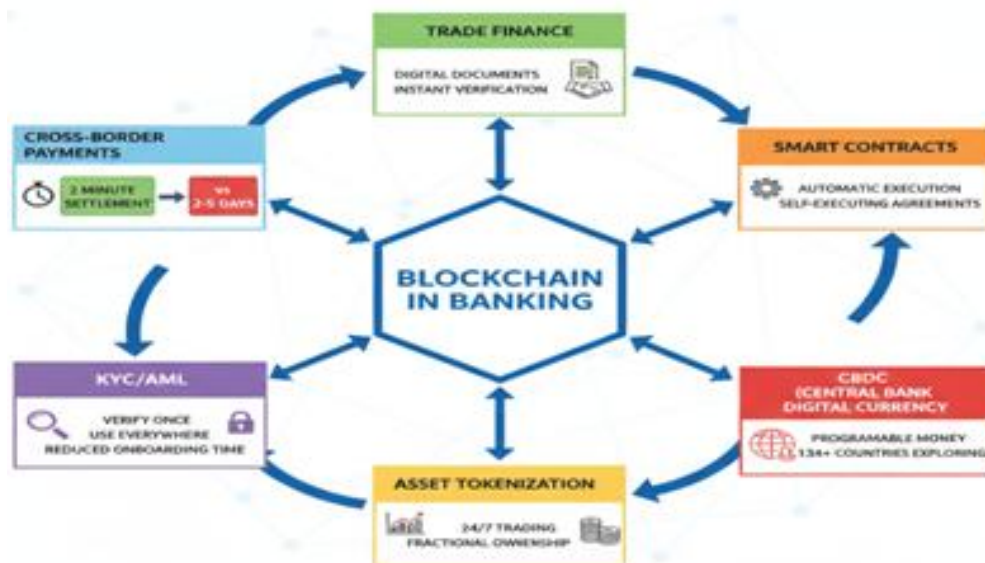 TRADE FINANCE
DIGITAL DOCUMENTS
INSTANT VERIFICATION
CROSS-BORDER
PAYMENTS
2 MINUTE
SETTLEMENT
VS
2-5 DAYS
SMART CONTRACTS
AUTOMATIC EXECUTION
SELF-EXECUTING AGREEMENTS
BLOCKCHAIN
IN BANKING
KYC/AML
VERIFY ONCE
USE EVERYWHERE
REDUCED ONBOARDING TIME
CBDC
(CENTRAL BANK
DIGITAL CURRENCY
PROGRAMABLE MONEY
134+ COUNTRIES EXPLORING
ASSET TOKENIZATION
24/7 TRADING
FRACTIONAL OWNERSHIP